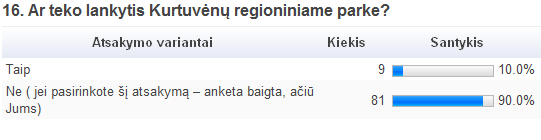 16. Ar teko lankytis Kurtuvėnų regioniniame parke?
Atsakymo variantai Kiekis Santykis
Taip 9 10.0%
Ne ( jei pasirinkote šį atsakymą – anketa baigta, ačiū
Jums) 81 90.0%